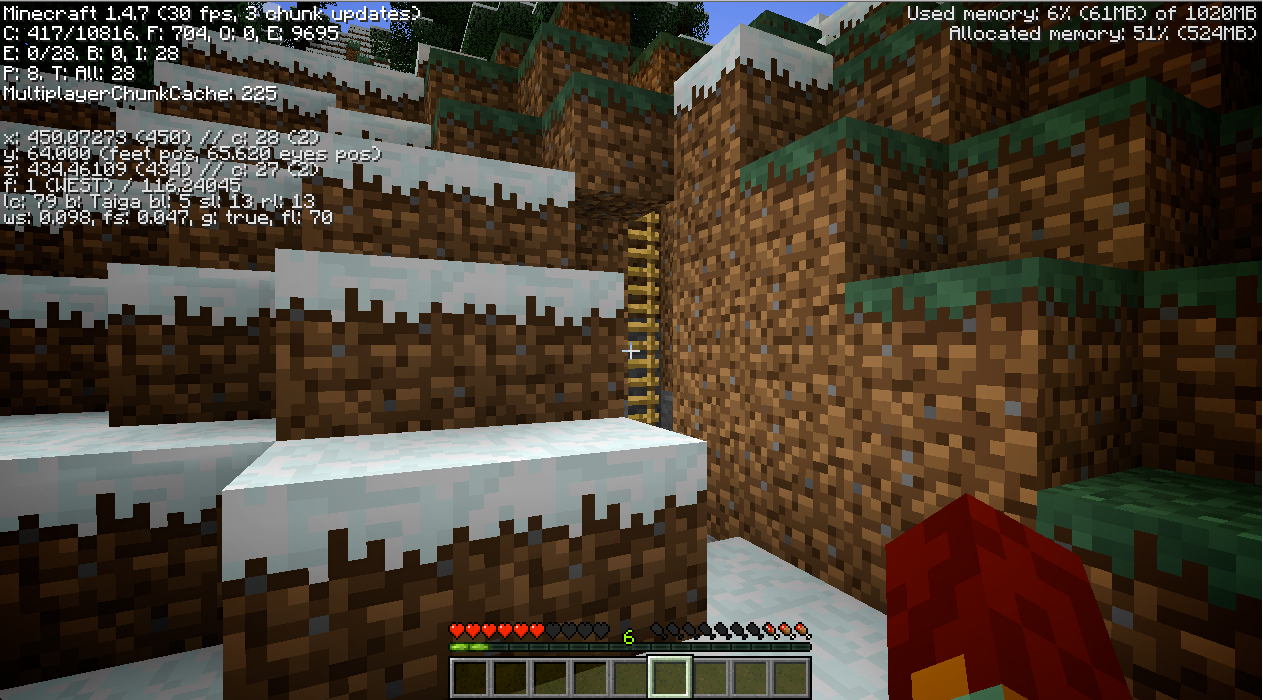 Minecraft 1.4.7 (30 fps, 3 chunk updates)
C: 417/10816. F: 704, O: 0, E: 9695
E: 0/28. B: 0, I: 28
P: 8. T: All: 28
MultiplayerChunkCache: 225
x: 450.07273 (450) // c: 28 (2)
y: 64.000 (feet pos, 65.620 eyes pos)
z: 434.46109 (434) // c: 27 (2)
f: 1 (WEST) / 116.24045
lc: 79 b: Taiga bl: 5 sl: 13 rl: 13
ws: 0.098, fs: 0.047, g: true, fl: 70
Used memory: 6% (61MB) of 1020MB
Allocated memory: 51% (524MB)
6